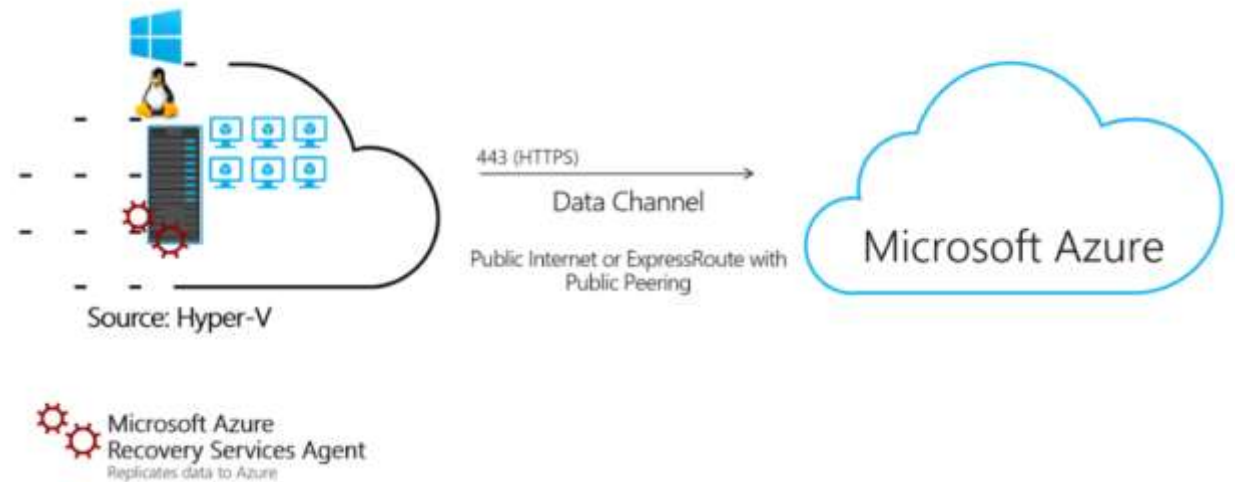 443 (HTTPS)
Data Channel
Public Internet or ExpressRoute with
Public Peering
Microsoft Azure
Source: Hyper-V
Microsoft Azure
Recovery Services Agent
Replicates data to Azure